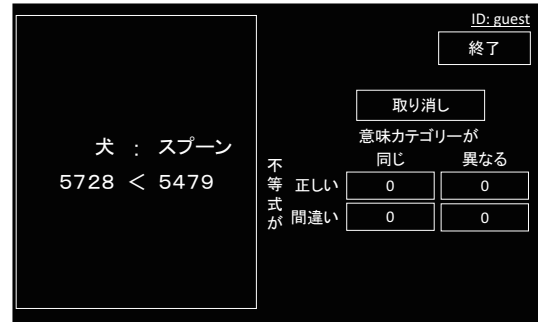 ID: guest
終了
犬 : スプーン
5728 < 5479
取り消し
意味カテゴリーが
同じ 異なる
不等式が
正しい 0 0
間違い 0 0